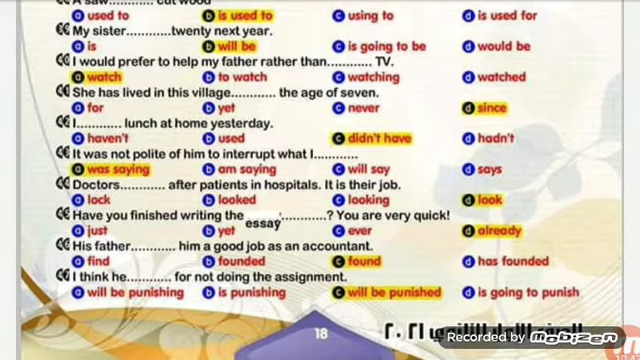 A saw............ cut wood
a used to b is used to c using to d is used for
My sister............twenty next year.
a is b will be c is going to be d would be
I would prefer to help my father rather than............ TV.
a watch b to watch c watching d watched
She has lived in this village............ the age of seven.
a for b yet c never d since
I............ lunch at home yesterday.
a haven't b used c didn't have d hadn't
It was not polite of him to interrupt what I............
a was saying b am saying c will say d says
Doctors............ after patients in hospitals. It is their job.
a lock b looked c looking d look
Have you finished writing the essay............? You are very quick!
a just b yet c ever d already
His father............ him a good job as an accountant.
a find b founded c found d has founded
I think he............ for not doing the assignment.
a will be punishing b is punishing c will be punished d is going to punish
18
٢٠٢١
Recorded by mobizen